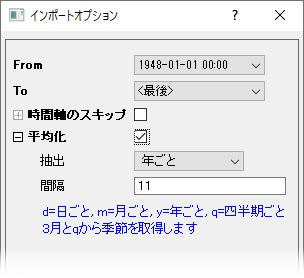 インポートオプション
From 1948-01-01 00:00
To <最後>
時間軸のスキップ
平均化
抽出 年ごと
間隔 11
d=日ごと, m=月ごと, y=年ごと, q=四半期ごと
3月とqから季節を取得します